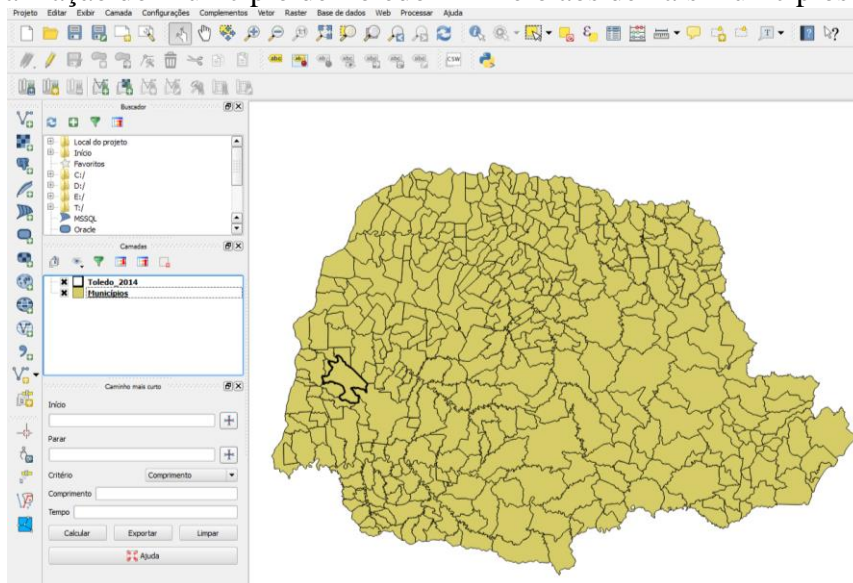 Projeto Editar Exibir Camada Configurações Complementos Vetor Raster Base de dados Web Processar Ajuda
abc
CSW
Buscador
Local do projeto
Início
Favoritos
C:/
D:/
E:/
T:/
MSSQL
Oracle
Camadas
Toledo_2014
Municípios
Caminho mais curto
Início
Parar
Critério Comprimento
Comprimento
Tempo
Calcular Exportar Limpar
Ajuda